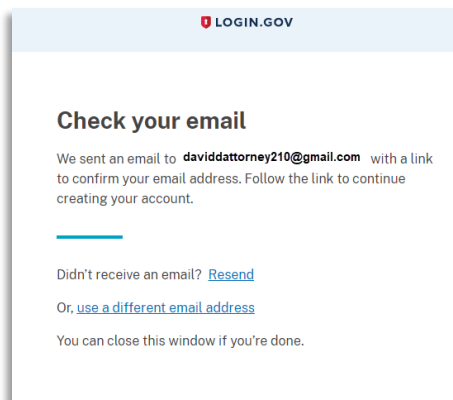 LOGIN.GOV
Check your email
We sent an email to daviddattorney210@gmail.com with a link
to confirm your email address. Follow the link to continue
creating your account.
Didn't receive an email? Resend
Or, use a different email address
You can close this window if you're done.